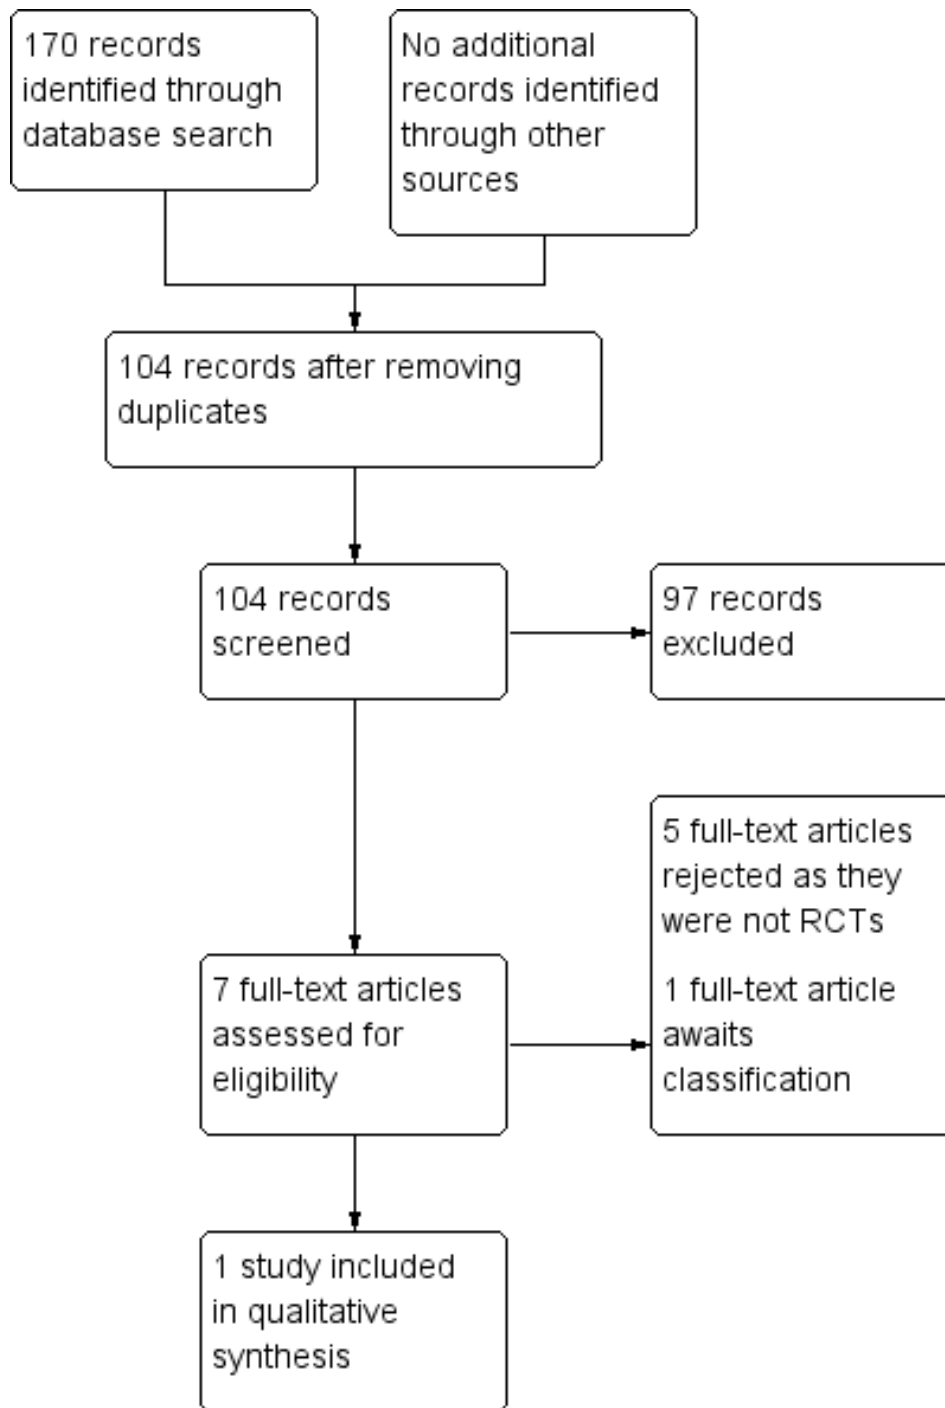 170 records
identified through
database search
No additional
records identified
through other
sources
104 records after removing
duplicates
104 records
screened
97 records
excluded
5 full-text articles
rejected as they
were not RCTs
1 full-text article
awaits
classification
7 full-text articles
assessed for
eligibility
1 study included
in qualitative
synthesis